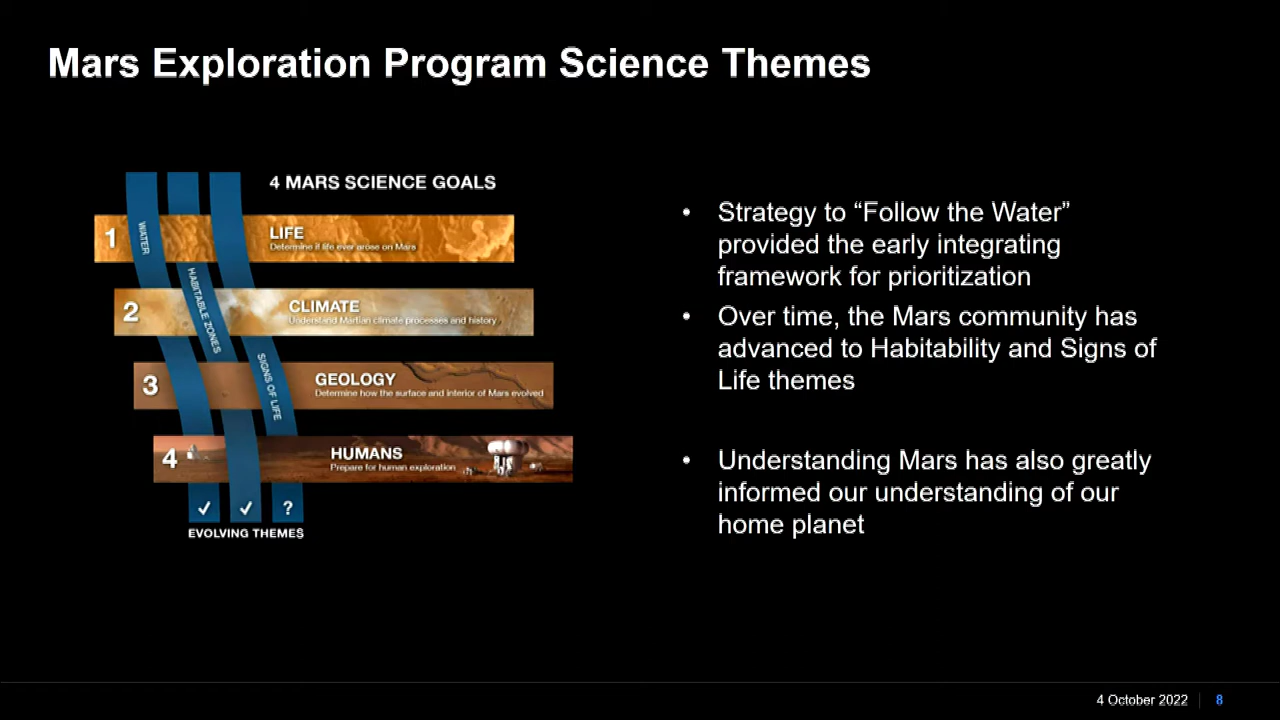 Mars Exploration Program Science Themes
4 MARS SCIENCE GOALS
1
WATER
LIFE
Determine if life ever arose on Mars
2
HABITABLE ZONES
CLIMATE
Understand Martian climate processes and history
3
SIGNS OF LIFE
GEOLOGY
Determine how the surface and interior of Mars evolved
4
HUMANS
Prepare for human exploration
✓ ✓ ?
EVOLVING THEMES
• Strategy to “Follow the Water”
provided the early integrating
framework for prioritization
• Over time, the Mars community has
advanced to Habitability and Signs of
Life themes
• Understanding Mars has also greatly
informed our understanding of our
home planet
4 October 2022 8